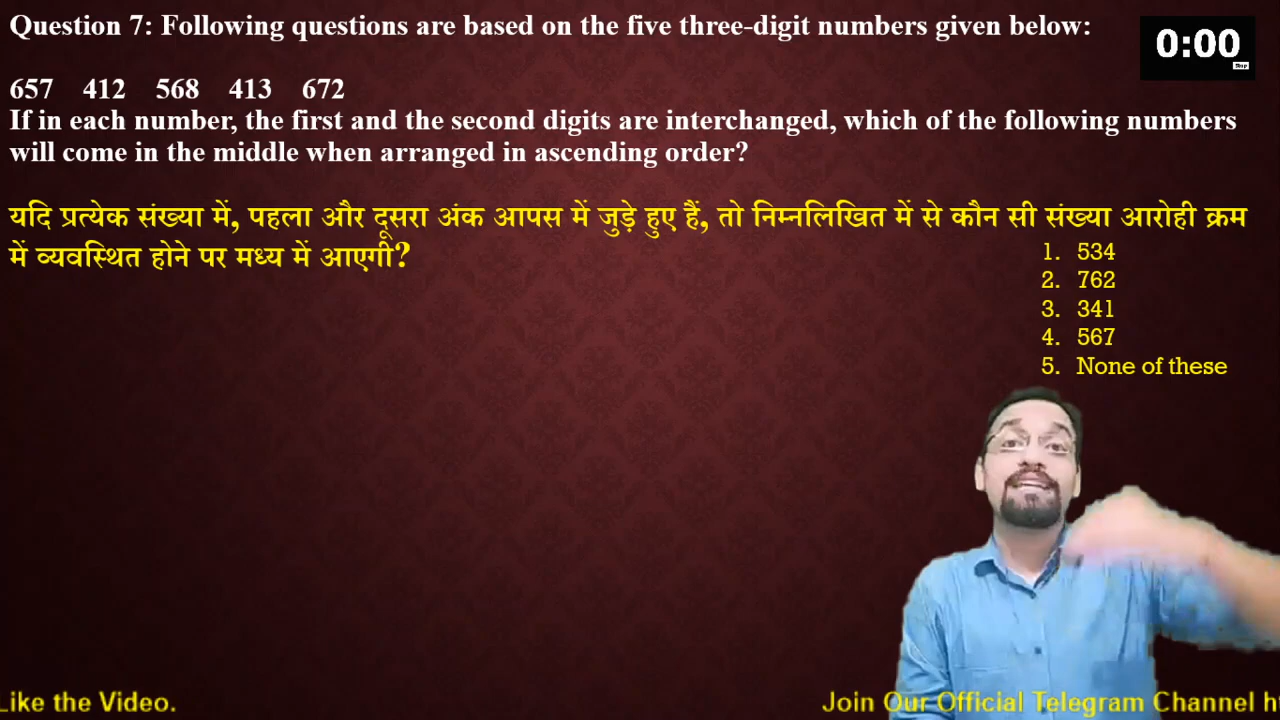 Question 7: Following questions are based on the five three-digit numbers given below:
0:00
Stop
657 412 568 413 672
If in each number, the first and the second digits are interchanged, which of the following numbers
will come in the middle when arranged in ascending order?
यदि प्रत्येक संख्या में, पहला और दूसरा अंक आपस में जुड़े हुए हैं, तो निम्नलिखित में से कौन सी संख्या आरोही क्रम
में व्यवस्थित होने पर मध्य में आएगी?
1. 534
2. 762
3. 341
4. 567
5. None of these
Like the Video.
Join Our Official Telegram Channel h